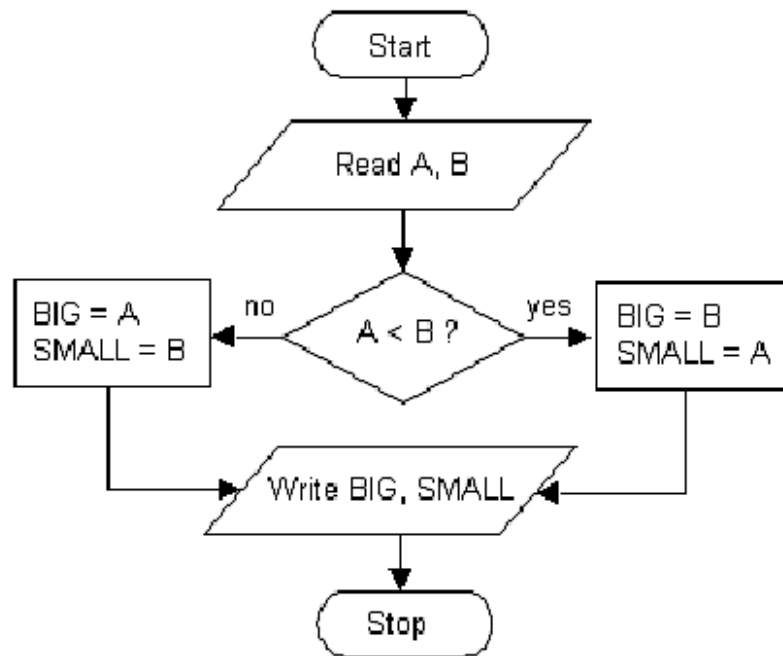 Start
Read A, B
A < B ?
no
yes
BIG = A
SMALL = B
BIG = B
SMALL = A
Write BIG, SMALL
Stop